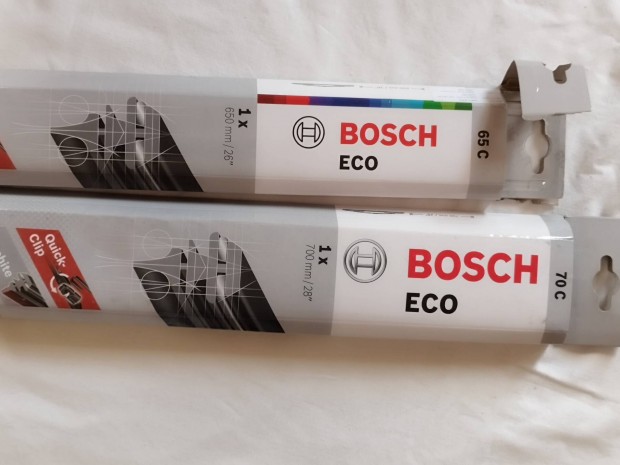 1 x
650 mm / 26"
BOSCH
ECO
65 C
Quick-
Clip
1 x
700 mm / 28"
BOSCH
ECO
70 C